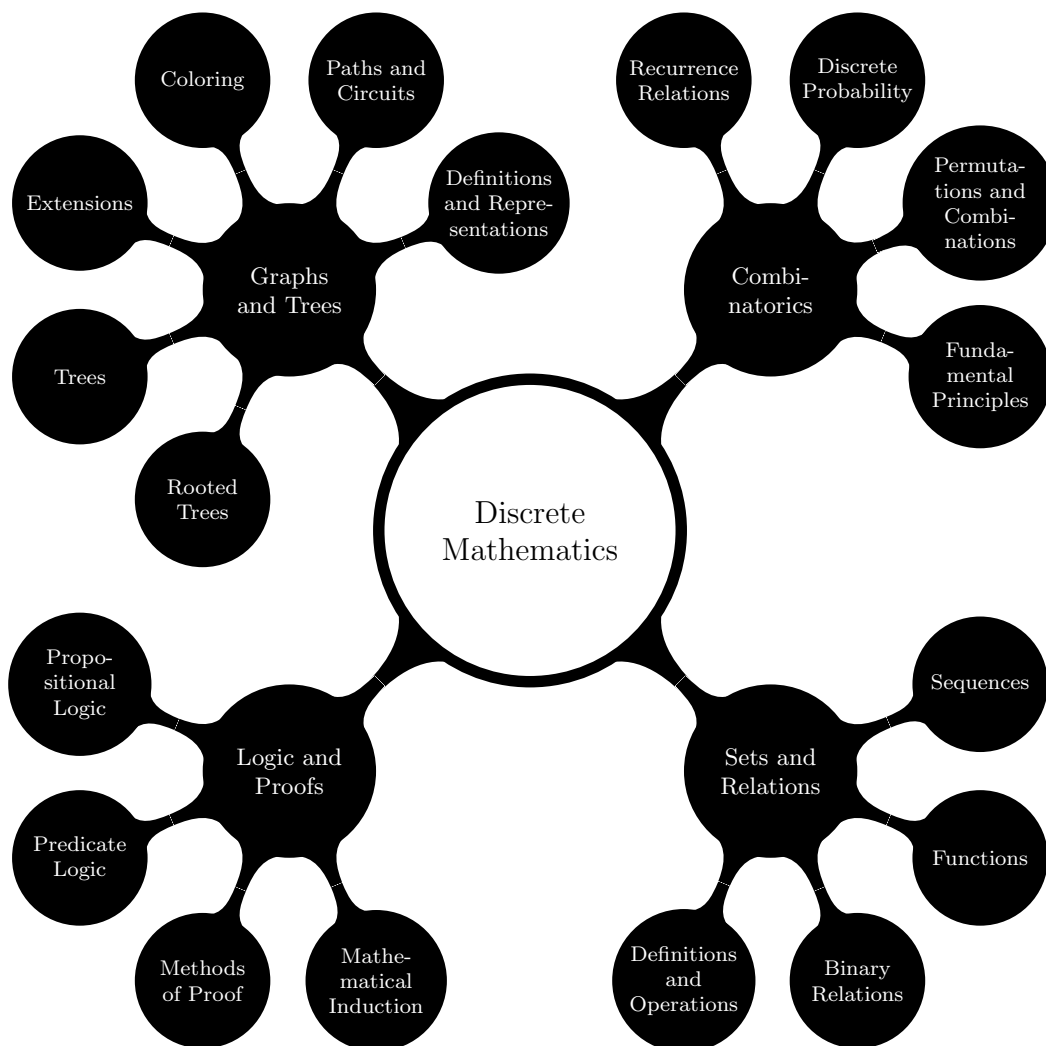 Coloring
Paths and
Circuits
Recurrence
Relations
Discrete
Probability
Extensions
Definitions
and Repre-
sentations
Permuta-
tions and
Combi-
nations
Graphs
and Trees
Combi-
natorics
Trees
Funda-
mental
Principles
Rooted
Trees
Discrete
Mathematics
Propo-
sitional
Logic
Sequences
Logic and
Proofs
Sets and
Relations
Predicate
Logic
Functions
Methods
of Proof
Mathe-
matical
Induction
Definitions
and
Operations
Binary
Relations